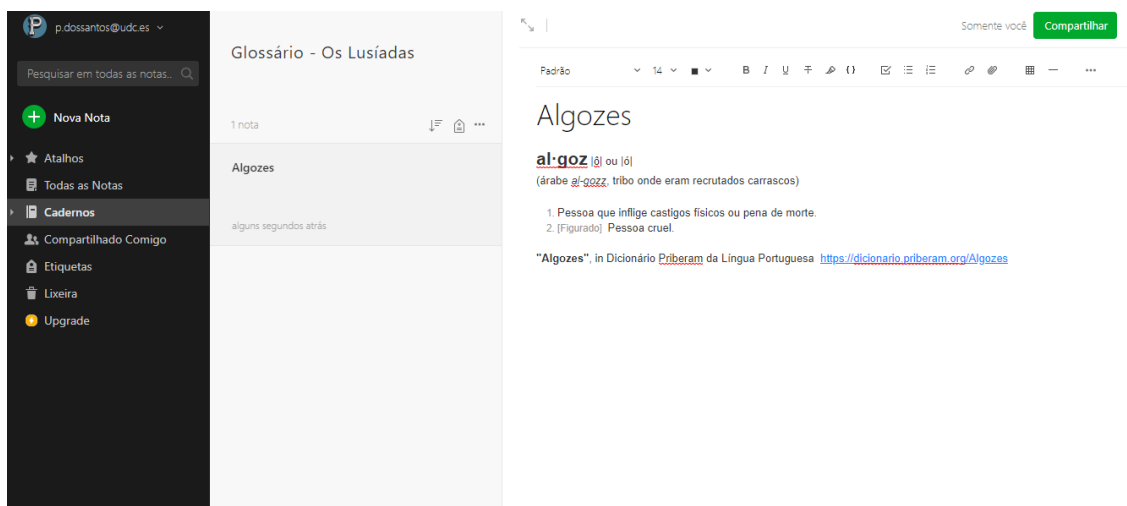 p.dossantos@udc.es
Pesquisar em todas as notas..
Nova Nota
Atalhos
Todas as Notas
Cadernos
Compartilhado Comigo
Etiquetas
Lixeira
Upgrade
Glossário - Os Lusíadas
1 nota
Algozes
alguns segundos atrás
Somente você
Compartilhar
Padrão 14 B I U T {} ...
Algozes
al·goz |ô| ou |ó|
(árabe al-gozz, tribo onde eram recrutados carrascos)
1. Pessoa que inflige castigos físicos ou pena de morte.
2. [Figurado] Pessoa cruel.
"Algozes", in Dicionário Priberam da Língua Portuguesa https://dicionario.priberam.org/Algozes